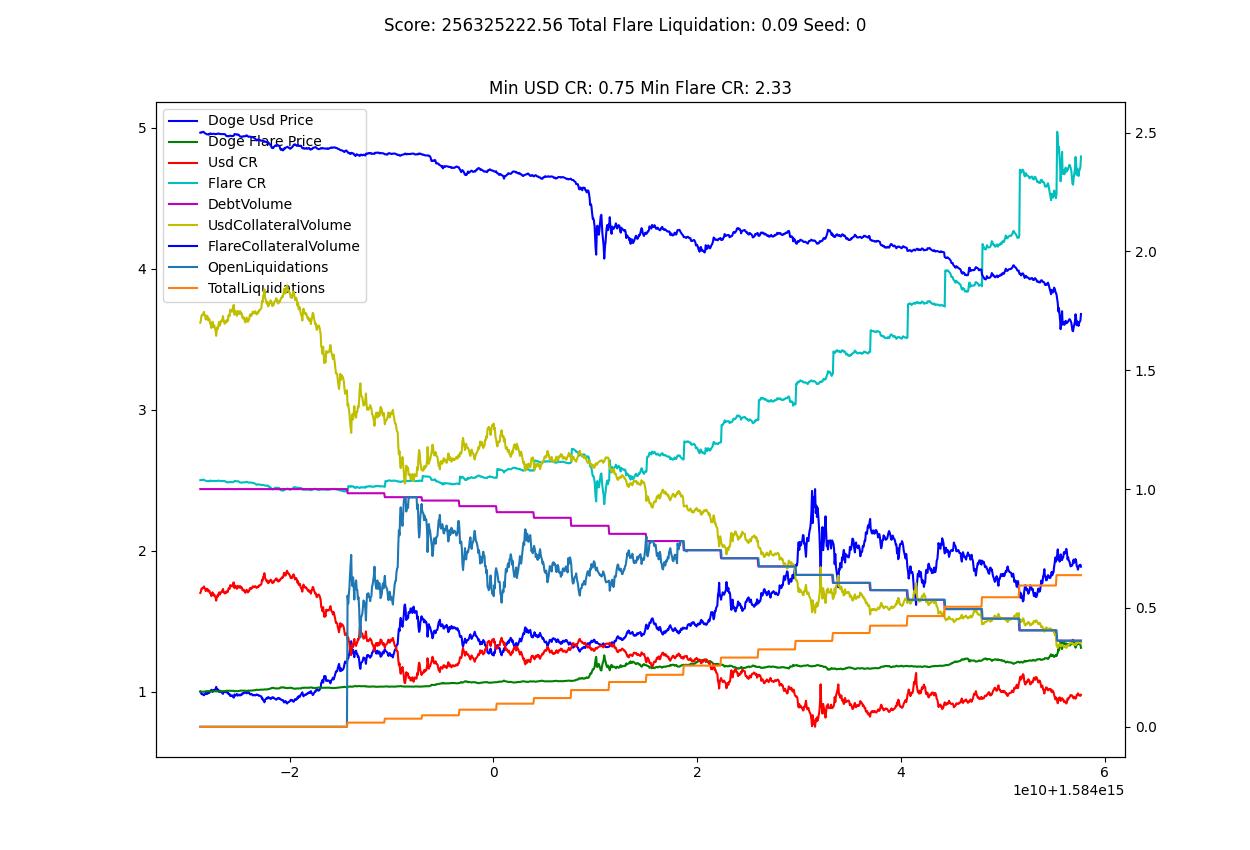 Score: 256325222.56 Total Flare Liquidation: 0.09 Seed: 0
Min USD CR: 0.75 Min Flare CR: 2.33
Doge Usd Price
Doge Flare Price
Usd CR
Flare CR
DebtVolume
UsdCollateralVolume
FlareCollateralVolume
OpenLiquidations
TotalLiquidations
5
4
3
2
1
2.5
2.0
1.5
1.0
0.5
0.0
−2
0
2
4
6
1e10+1.584e15